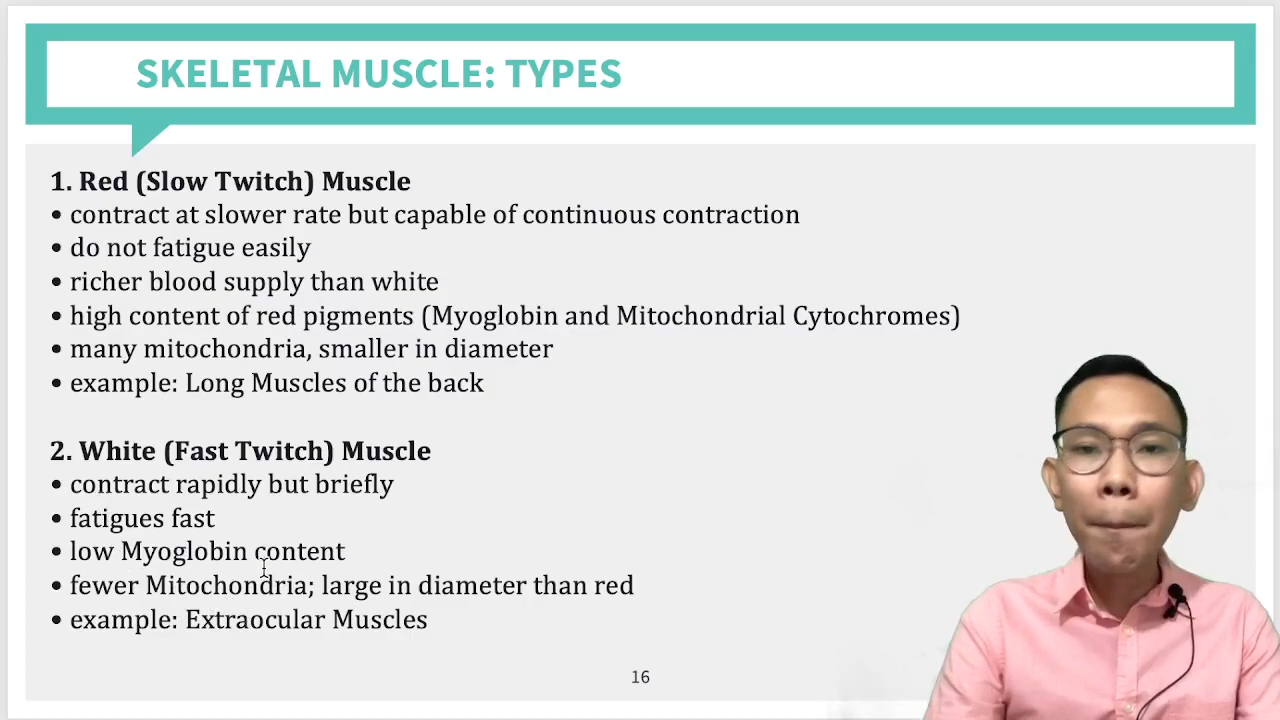 SKELETAL MUSCLE: TYPES
1. Red (Slow Twitch) Muscle
• contract at slower rate but capable of continuous contraction
• do not fatigue easily
• richer blood supply than white
• high content of red pigments (Myoglobin and Mitochondrial Cytochromes)
• many mitochondria, smaller in diameter
• example: Long Muscles of the back
2. White (Fast Twitch) Muscle
• contract rapidly but briefly
• fatigues fast
• low Myoglobin content
• fewer Mitochondria; large in diameter than red
• example: Extraocular Muscles
16